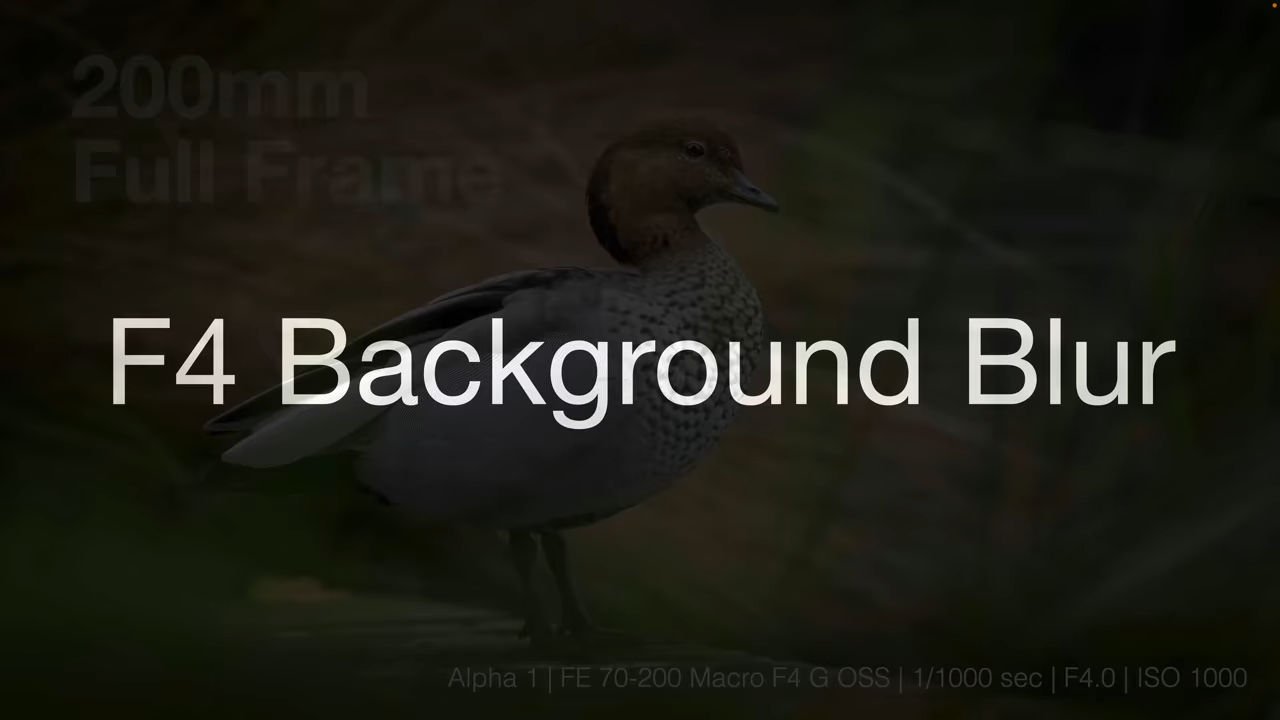 200mm
Full Frame
F4 Background Blur
Alpha 1 | FE 70-200 Macro F4 G OSS | 1/1000 sec | F4.0 | ISO 1000